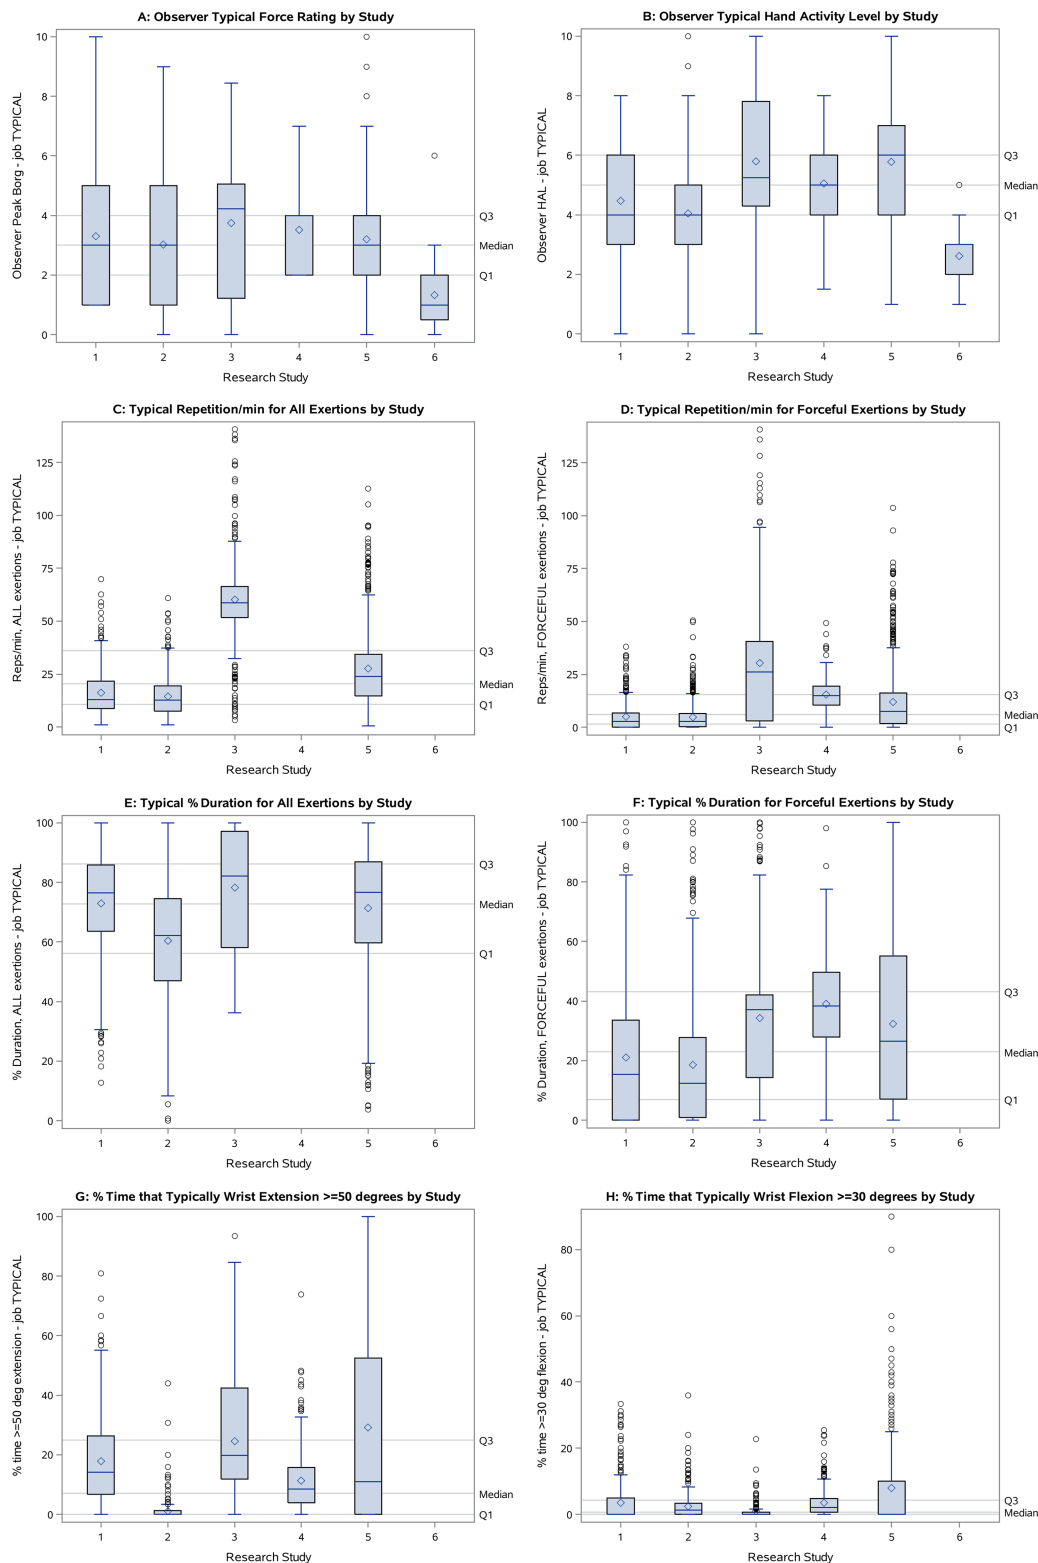 A: Observer Typical Force Rating by Study
Observer Peak Borg - job TYPICAL
10
8
6
4
2
0
Q3
Median
Q1
1 2 3 4 5 6
Research Study
B: Observer Typical Hand Activity Level by Study
Observer HAL - job TYPICAL
10
8
6
4
2
0
Q3
Median
Q1
1 2 3 4 5 6
Research Study
C: Typical Repetition/min for All Exertions by Study
Reps/min, ALL exertions - job TYPICAL
125
100
75
50
25
0
Q3
Median
Q1
1 2 3 4 5 6
Research Study
D: Typical Repetition/min for Forceful Exertions by Study
Reps/min, FORCEFUL exertions - job TYPICAL
125
100
75
50
25
0
Q3
Median
Q1
1 2 3 4 5 6
Research Study
E: Typical % Duration for All Exertions by Study
% Duration, ALL exertions - job TYPICAL
100
80
60
40
20
0
Q3
Median
Q1
1 2 3 4 5 6
Research Study
F: Typical % Duration for Forceful Exertions by Study
% Duration, FORCEFUL exertions - job TYPICAL
100
80
60
40
20
0
Q3
Median
Q1
1 2 3 4 5 6
Research Study
G: % Time that Typically Wrist Extension >=50 degrees by Study
% time >=50 deg extension - job TYPICAL
100
80
60
40
20
0
Q3
Median
Q1
1 2 3 4 5 6
Research Study
H: % Time that Typically Wrist Flexion >=30 degrees by Study
% time >=30 deg flexion - job TYPICAL
80
60
40
20
0
Q3
Median
1 2 3 4 5 6
Research Study